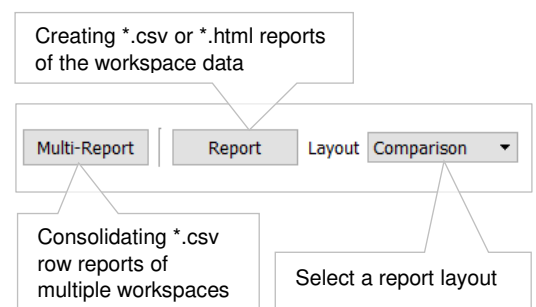 Creating *.csv or *.html reports
of the workspace data
Multi-Report
Report
Layout
Comparison
Consolidating *.csv
row reports of
multiple workspaces
Select a report layout